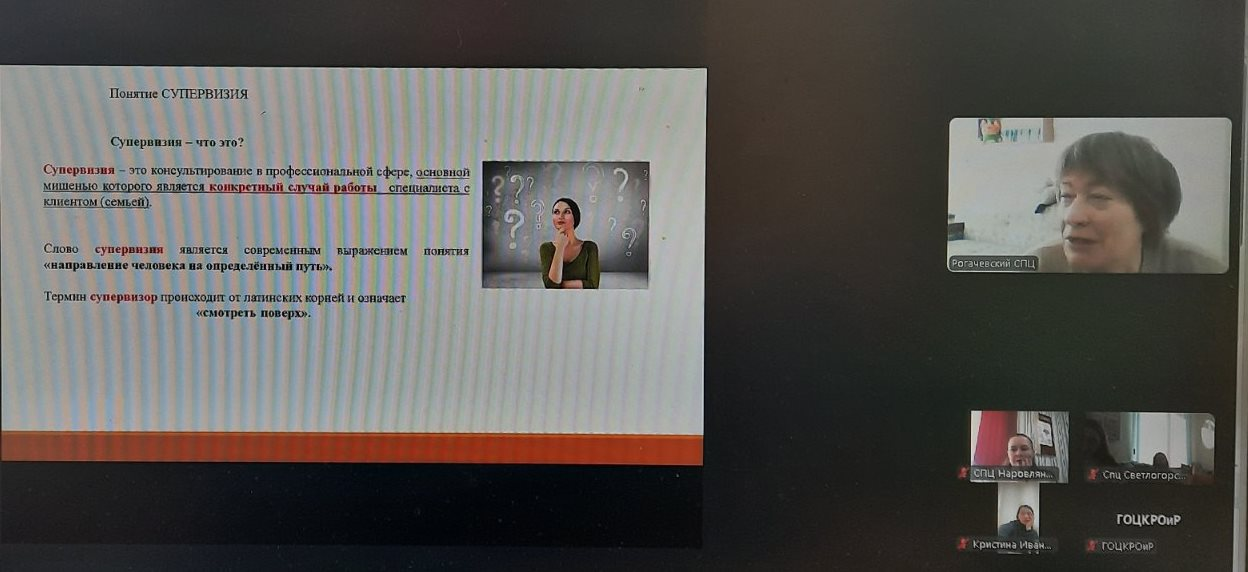 Понятие СУПЕРВИЗИЯ
Супервизия – что это?
Супервизия – это консультирование в профессиональной сфере, основной
мишенью которого является конкретный случай работы специалиста с
клиентом (семьей).
Слово супервизия является современным выражением понятия
«направление человека на определённый путь».
Термин супервизор происходит от латинских корней и означает
«смотреть поверх».
Рогачевский СПЦ
СПЦ Наровлян...
Спц Светлогорс...
Кристина Иван...
ГОЦКРОиР
ГОЦКРОиР